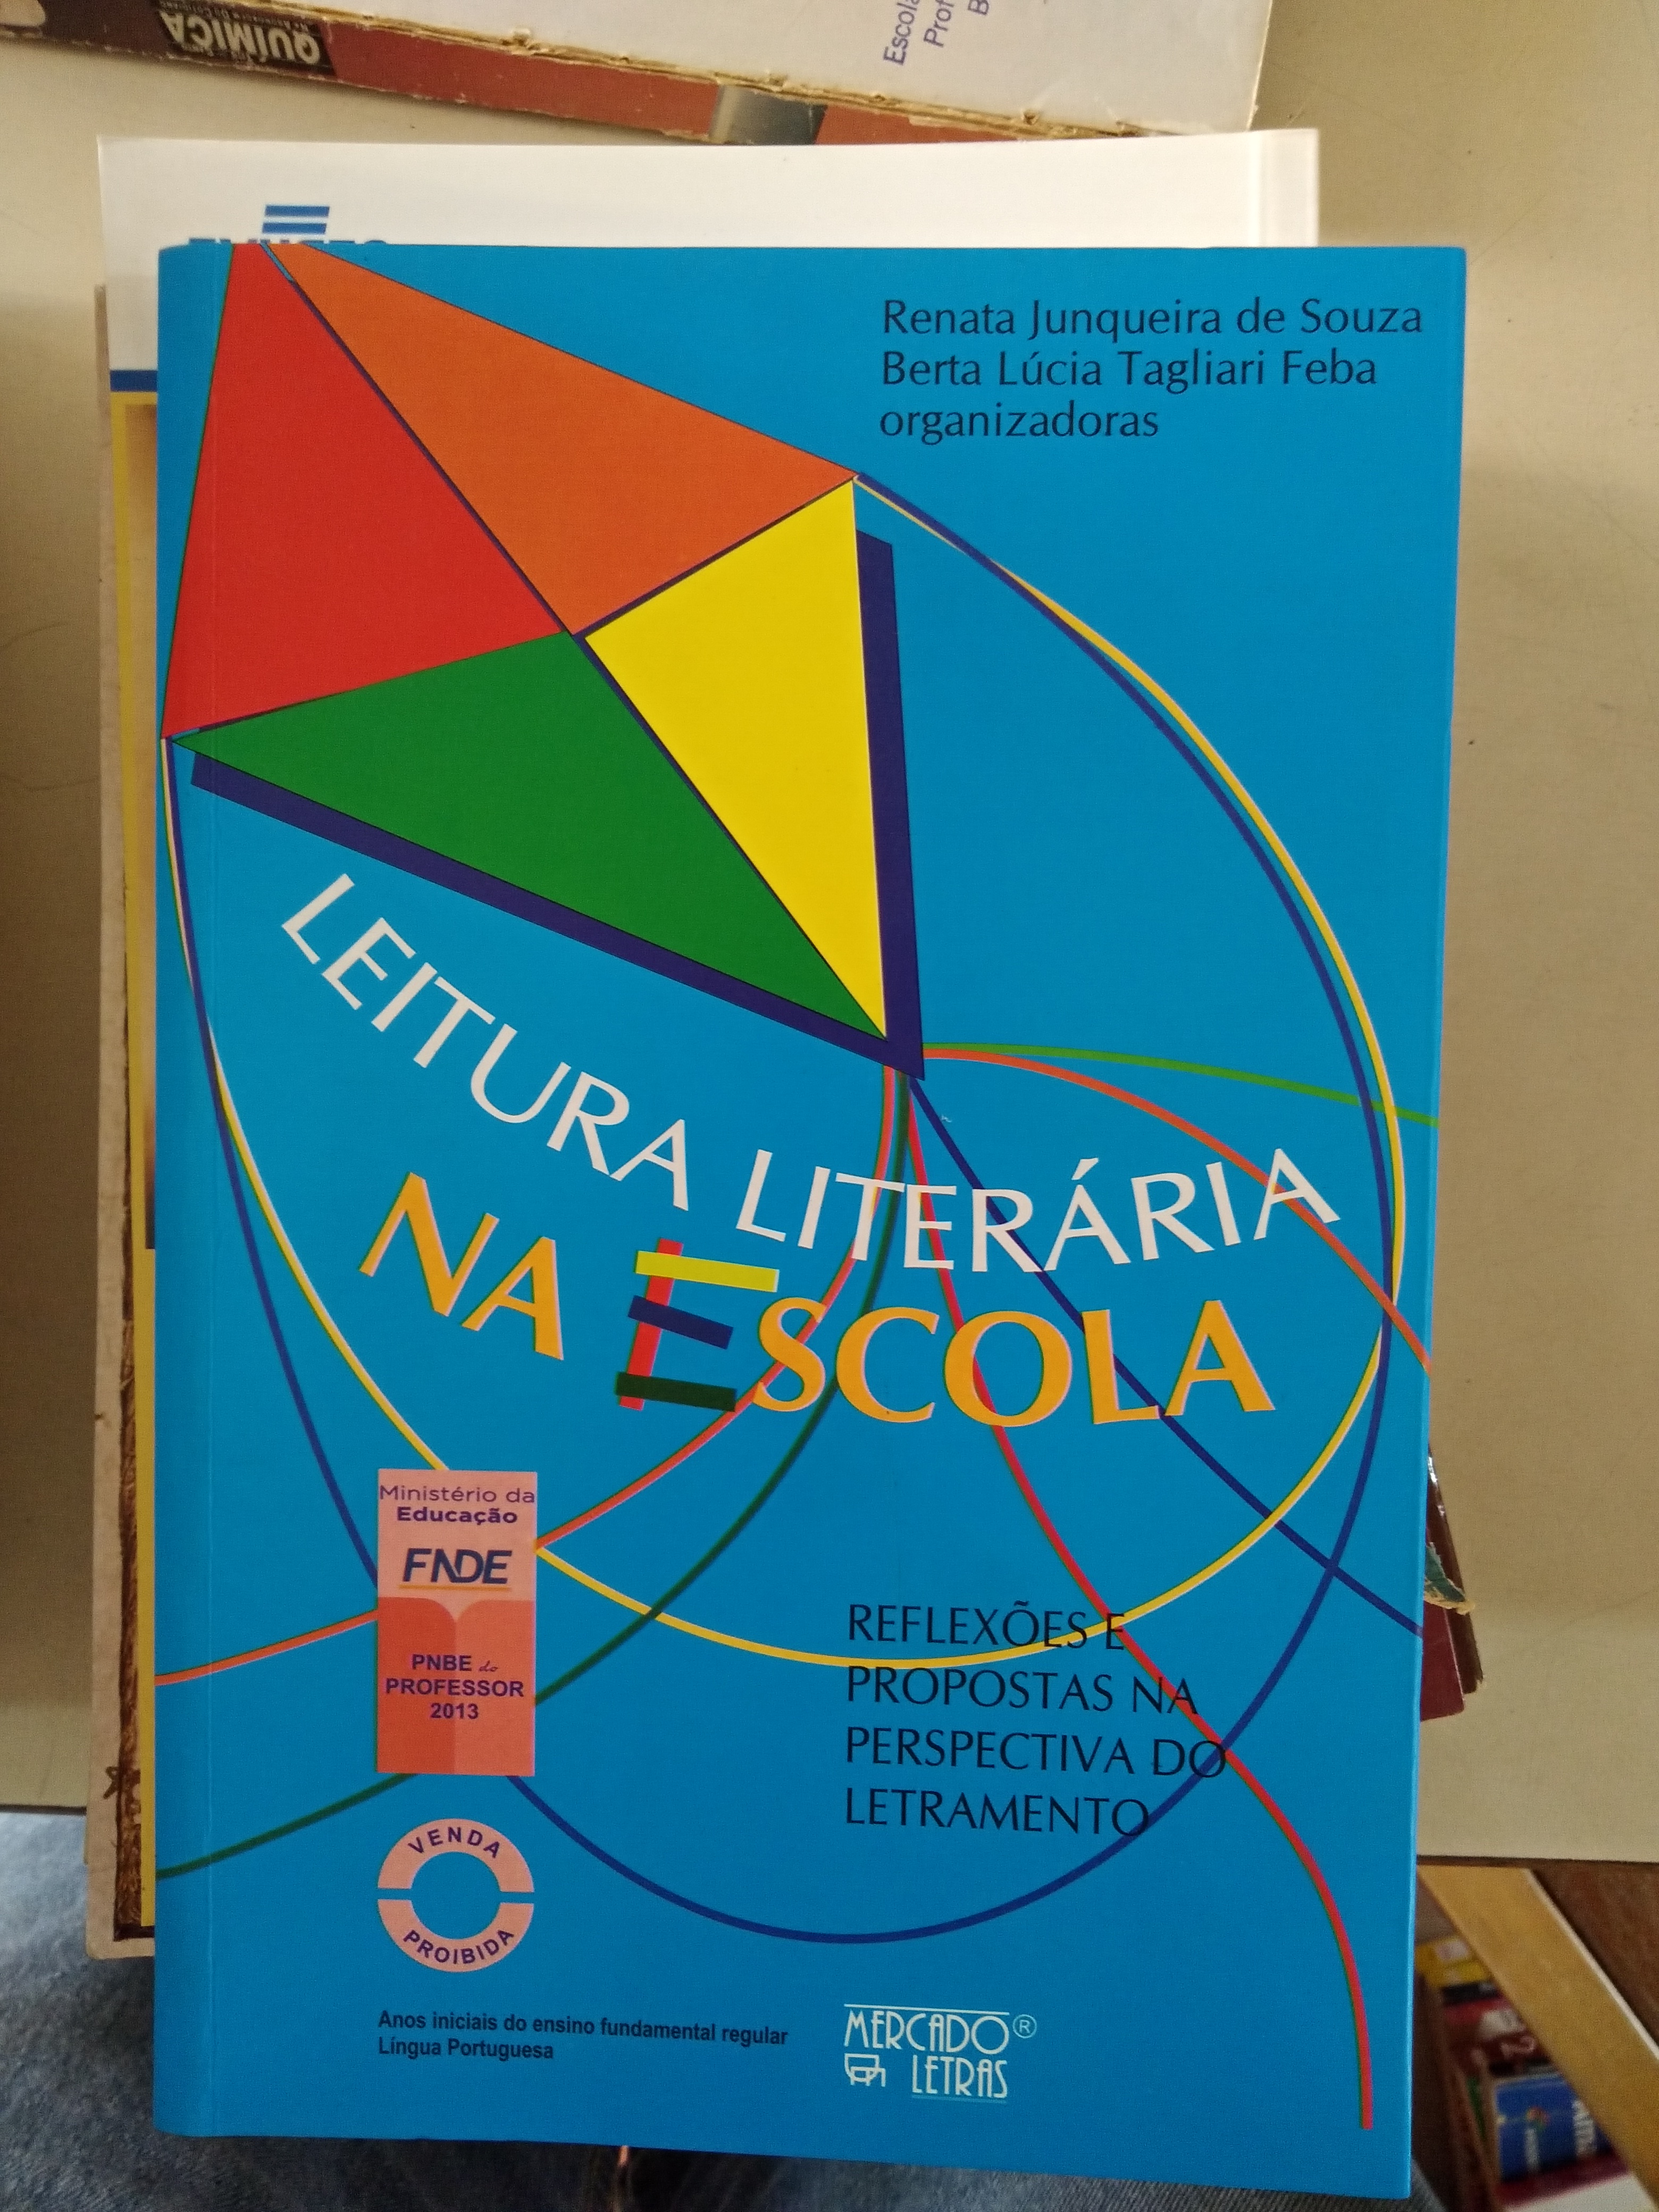 QUÍMICA
Escola
Prof
Renata Junqueira de Souza
Berta Lúcia Tagliari Feba
organizadoras
LEITURA LITERÁRIA
NA ESCOLA
Ministério da
Educação
FNDE
PNBE do
PROFESSOR
2013
REFLEXÕES E
PROPOSTAS NA
PERSPECTIVA DO
LETRAMENTO
VENDA
PROIBIDA
Anos iniciais do ensino fundamental regular
Língua Portuguesa
MERCADO ®
LETRAS